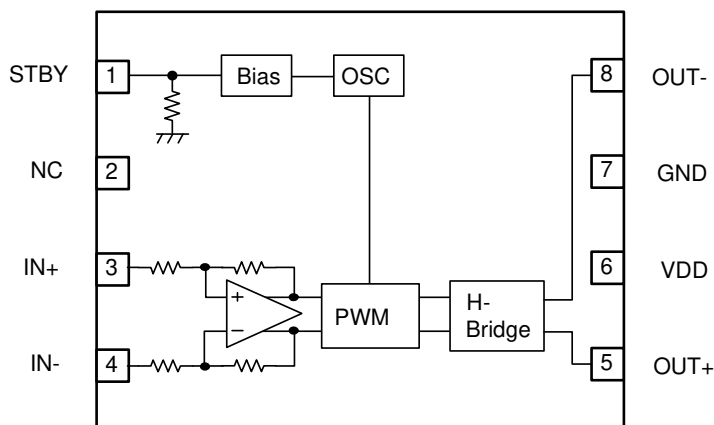 STBY 1 Bias OSC 8 OUT-
NC 2 7 GND
IN+ 3 6 VDD
+
PWM H-Bridge
−
IN- 4 5 OUT+